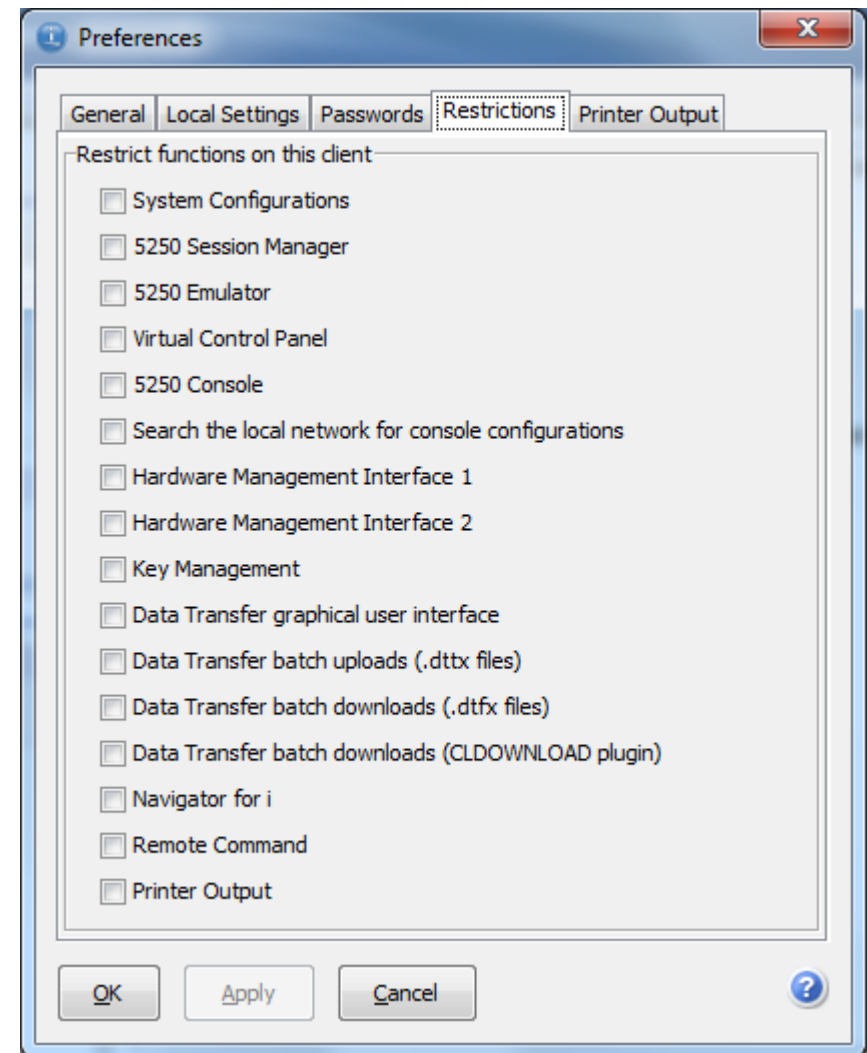 Preferences
General Local Settings Passwords Restrictions Printer Output
Restrict functions on this client
System Configurations
5250 Session Manager
5250 Emulator
Virtual Control Panel
5250 Console
Search the local network for console configurations
Hardware Management Interface 1
Hardware Management Interface 2
Key Management
Data Transfer graphical user interface
Data Transfer batch uploads (.dttx files)
Data Transfer batch downloads (.dtfx files)
Data Transfer batch downloads (CLDOWNLOAD plugin)
Navigator for i
Remote Command
Printer Output
OK Apply Cancel